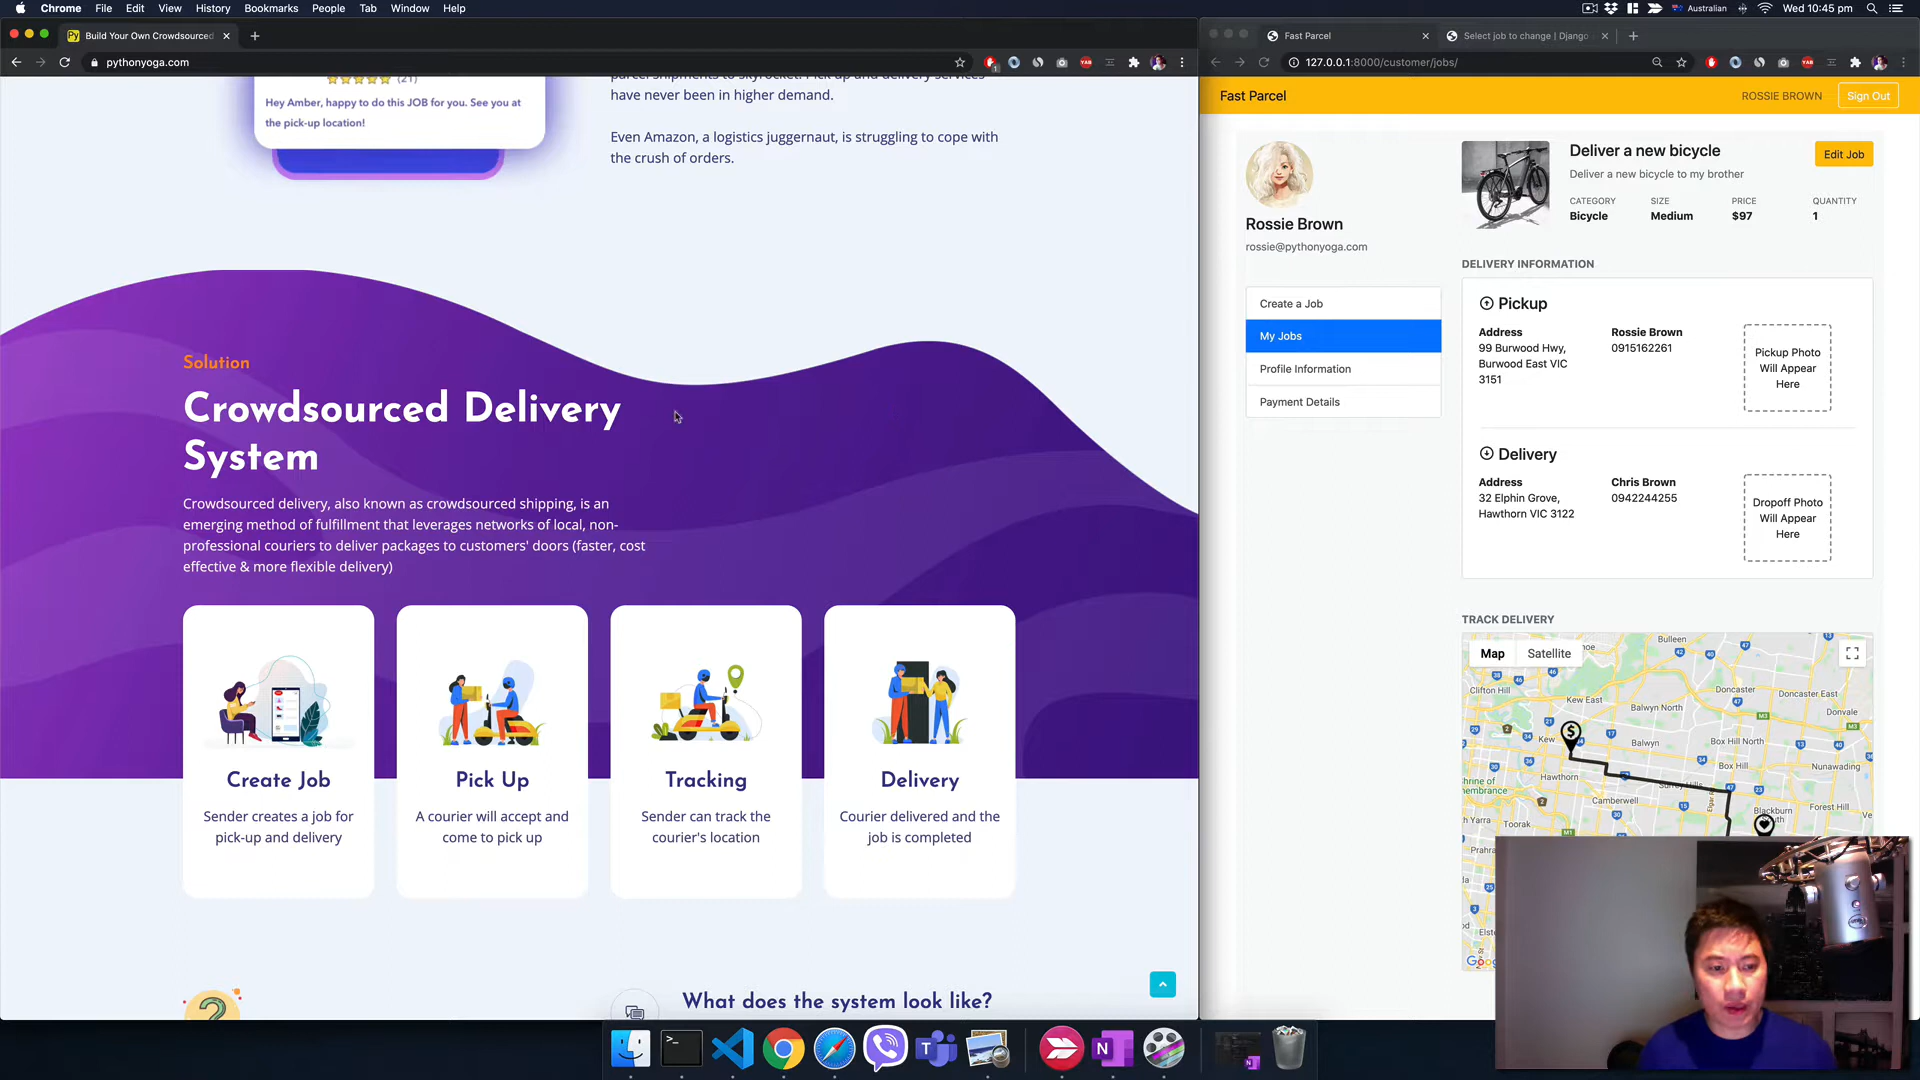 Chrome File Edit View History Bookmarks People Tab Window Help
Australian Wed 10:45 pm
Build Your Own Crowdsourced
pythonyoga.com
(21)
Hey Amber, happy to do this JOB for you. See you at
the pick-up location!
parcel shipments to skyrocket. Pick up and delivery services
have never been in higher demand.
Even Amazon, a logistics juggernaut, is struggling to cope with
the crush of orders.
Solution
Crowdsourced Delivery
System
Crowdsourced delivery, also known as crowdsourced shipping, is an
emerging method of fulfillment that leverages networks of local, non-
professional couriers to deliver packages to customers' doors (faster, cost
effective & more flexible delivery)
Create Job
Sender creates a job for
pick-up and delivery
Pick Up
A courier will accept and
come to pick up
Tracking
Sender can track the
courier's location
Delivery
Courier delivered and the
job is completed
What does the system look like?
Fast Parcel
Select job to change | Django
127.0.0.1:8000/customer/jobs/
Fast Parcel
ROSSIE BROWN
Sign Out
Rossie Brown
rossie@pythonyoga.com
Create a Job
My Jobs
Profile Information
Payment Details
Deliver a new bicycle
Edit Job
Deliver a new bicycle to my brother
CATEGORY SIZE PRICE QUANTITY
Bicycle Medium $97 1
DELIVERY INFORMATION
Pickup
Address
99 Burwood Hwy,
Burwood East VIC
3151
Rossie Brown
0915162261
Pickup Photo
Will Appear
Here
Delivery
Address
32 Elphin Grove,
Hawthorn VIC 3122
Chris Brown
0942244255
Dropoff Photo
Will Appear
Here
TRACK DELIVERY
Map Satellite
Bulleen
Clifton Hill
Kew East
Doncaster
Doncaster East
Donvale
Balwyn North
Kew
Balwyn
Box Hill North
Nunawading
Box Hill
Hawthorn
Camberwell
Forest Hill
Blackburn
South
Toorak